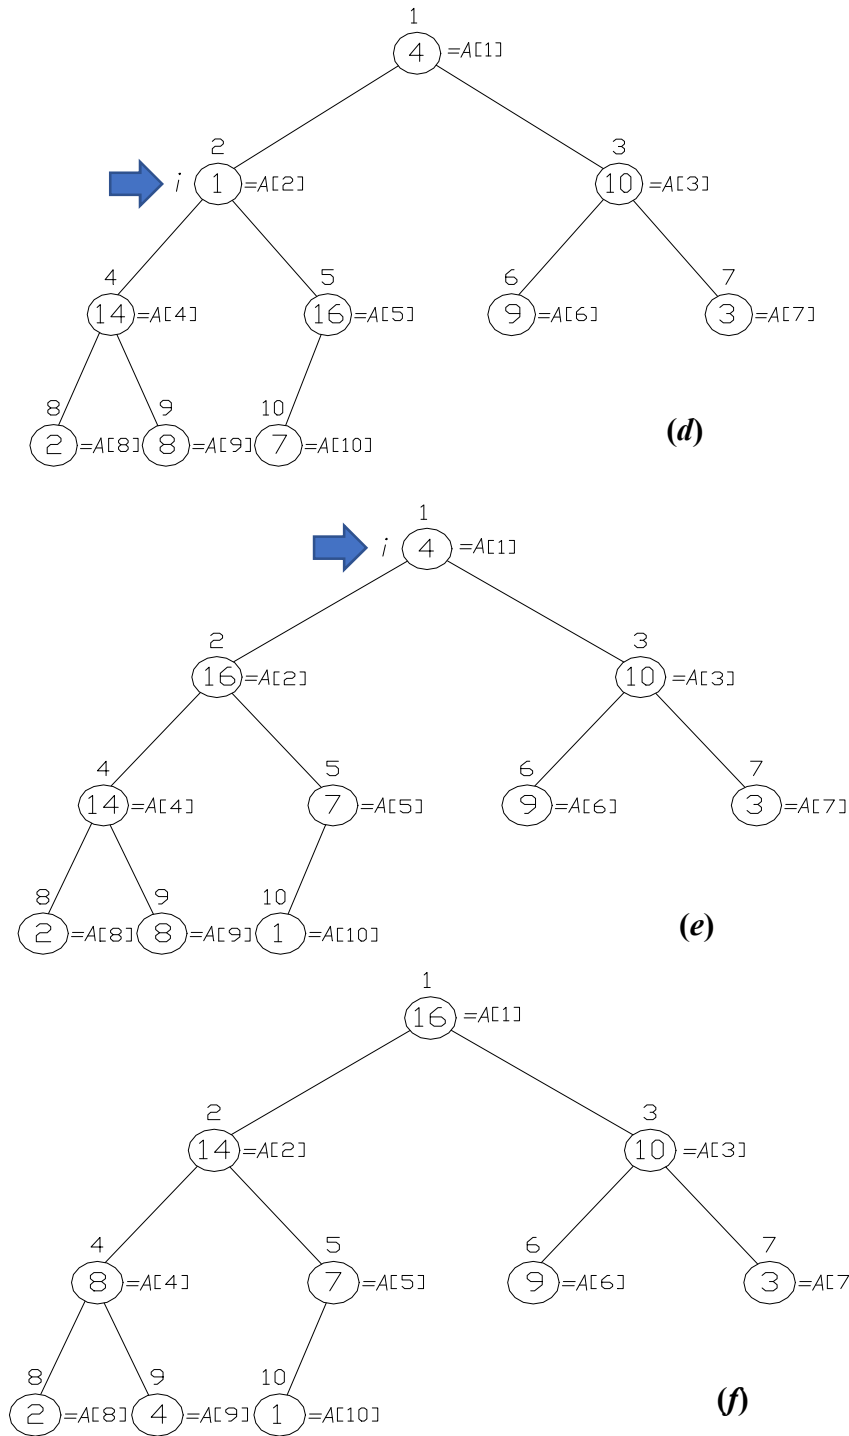 1
4 =A[1]
2 3
i 1 =A[2] 10 =A[3]
4 5 6 7
14 =A[4] 16 =A[5] 9 =A[6] 3 =A[7]
8 9 10
2 =A[8] 8 =A[9] 7 =A[10]
(d)
1
i 4 =A[1]
2 3
16 =A[2] 10 =A[3]
4 5 6 7
14 =A[4] 7 =A[5] 9 =A[6] 3 =A[7]
8 9 10
2 =A[8] 8 =A[9] 1 =A[10]
(e)
1
16 =A[1]
2 3
14 =A[2] 10 =A[3]
4 5 6 7
8 =A[4] 7 =A[5] 9 =A[6] 3 =A[7
8 9 10
2 =A[8] 4 =A[9] 1 =A[10]
(f)